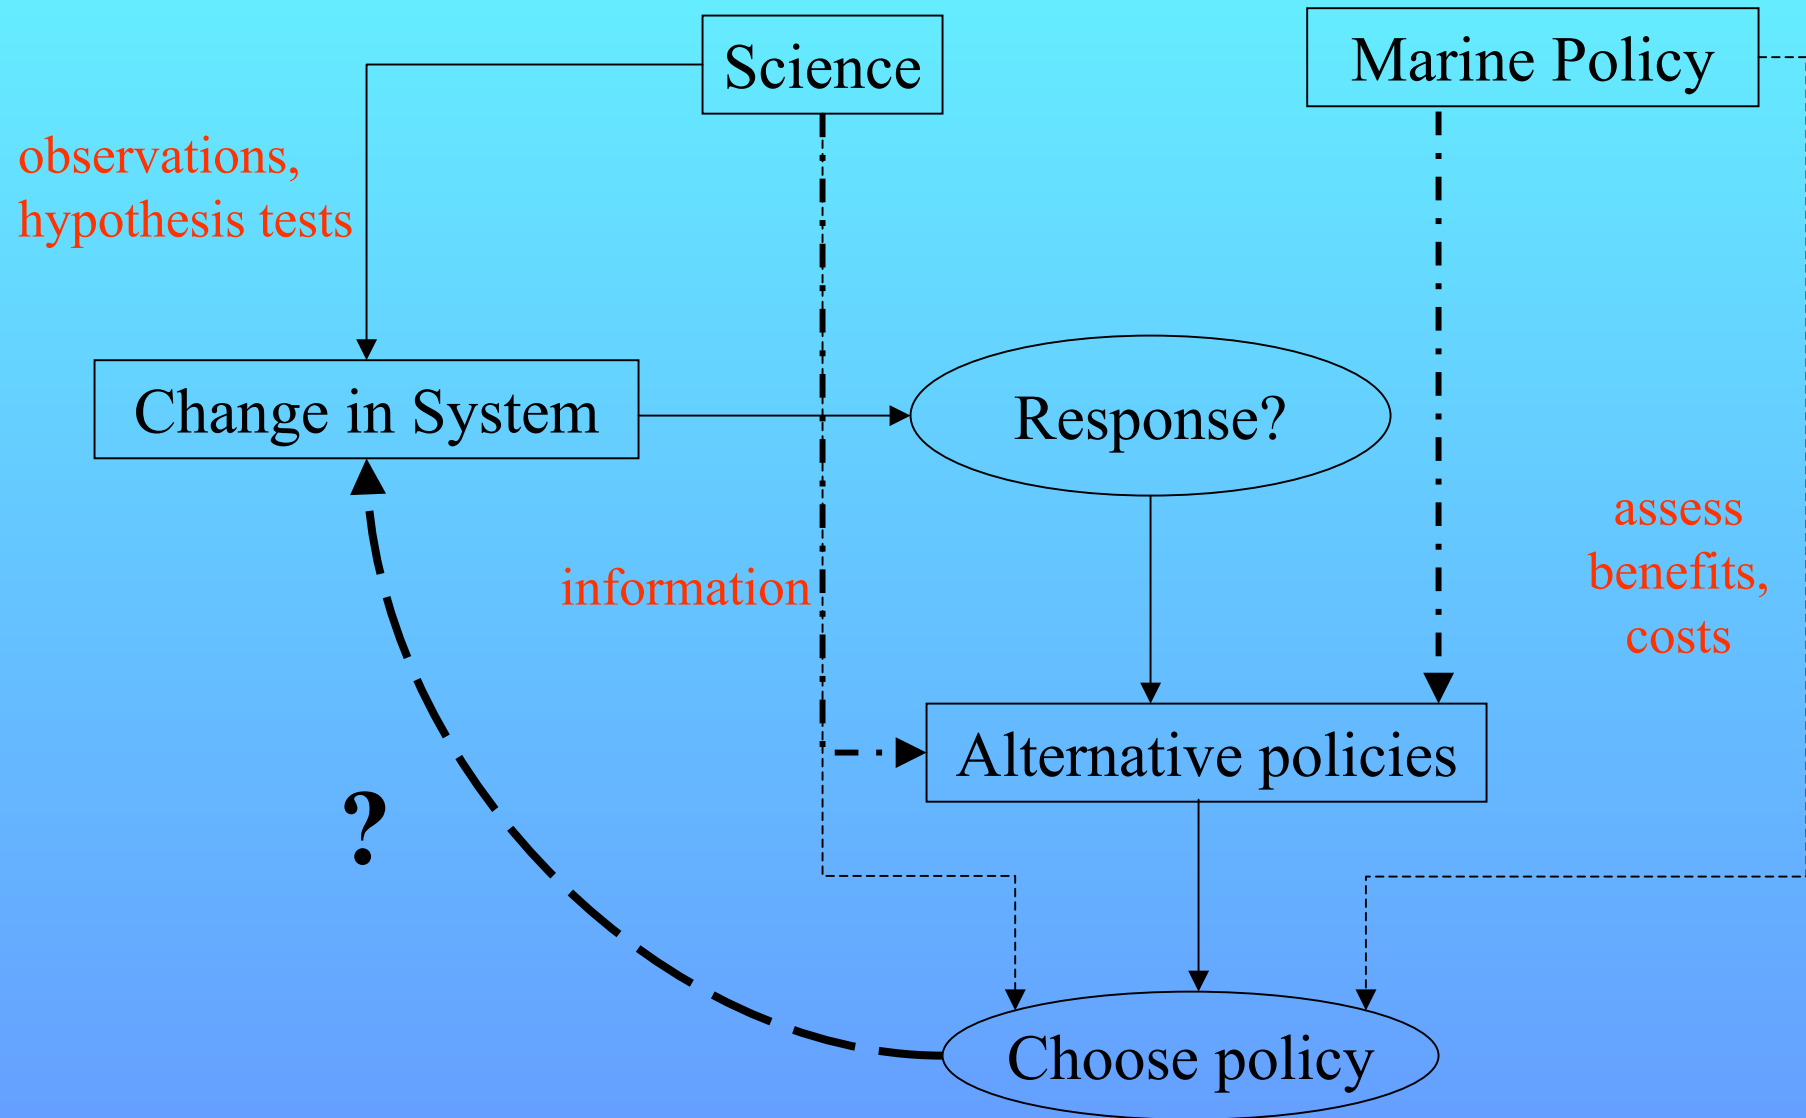 Science
Marine Policy
observations,
hypothesis tests
Change in System
Response?
assess
benefits,
costs
information
Alternative policies
?
Choose policy